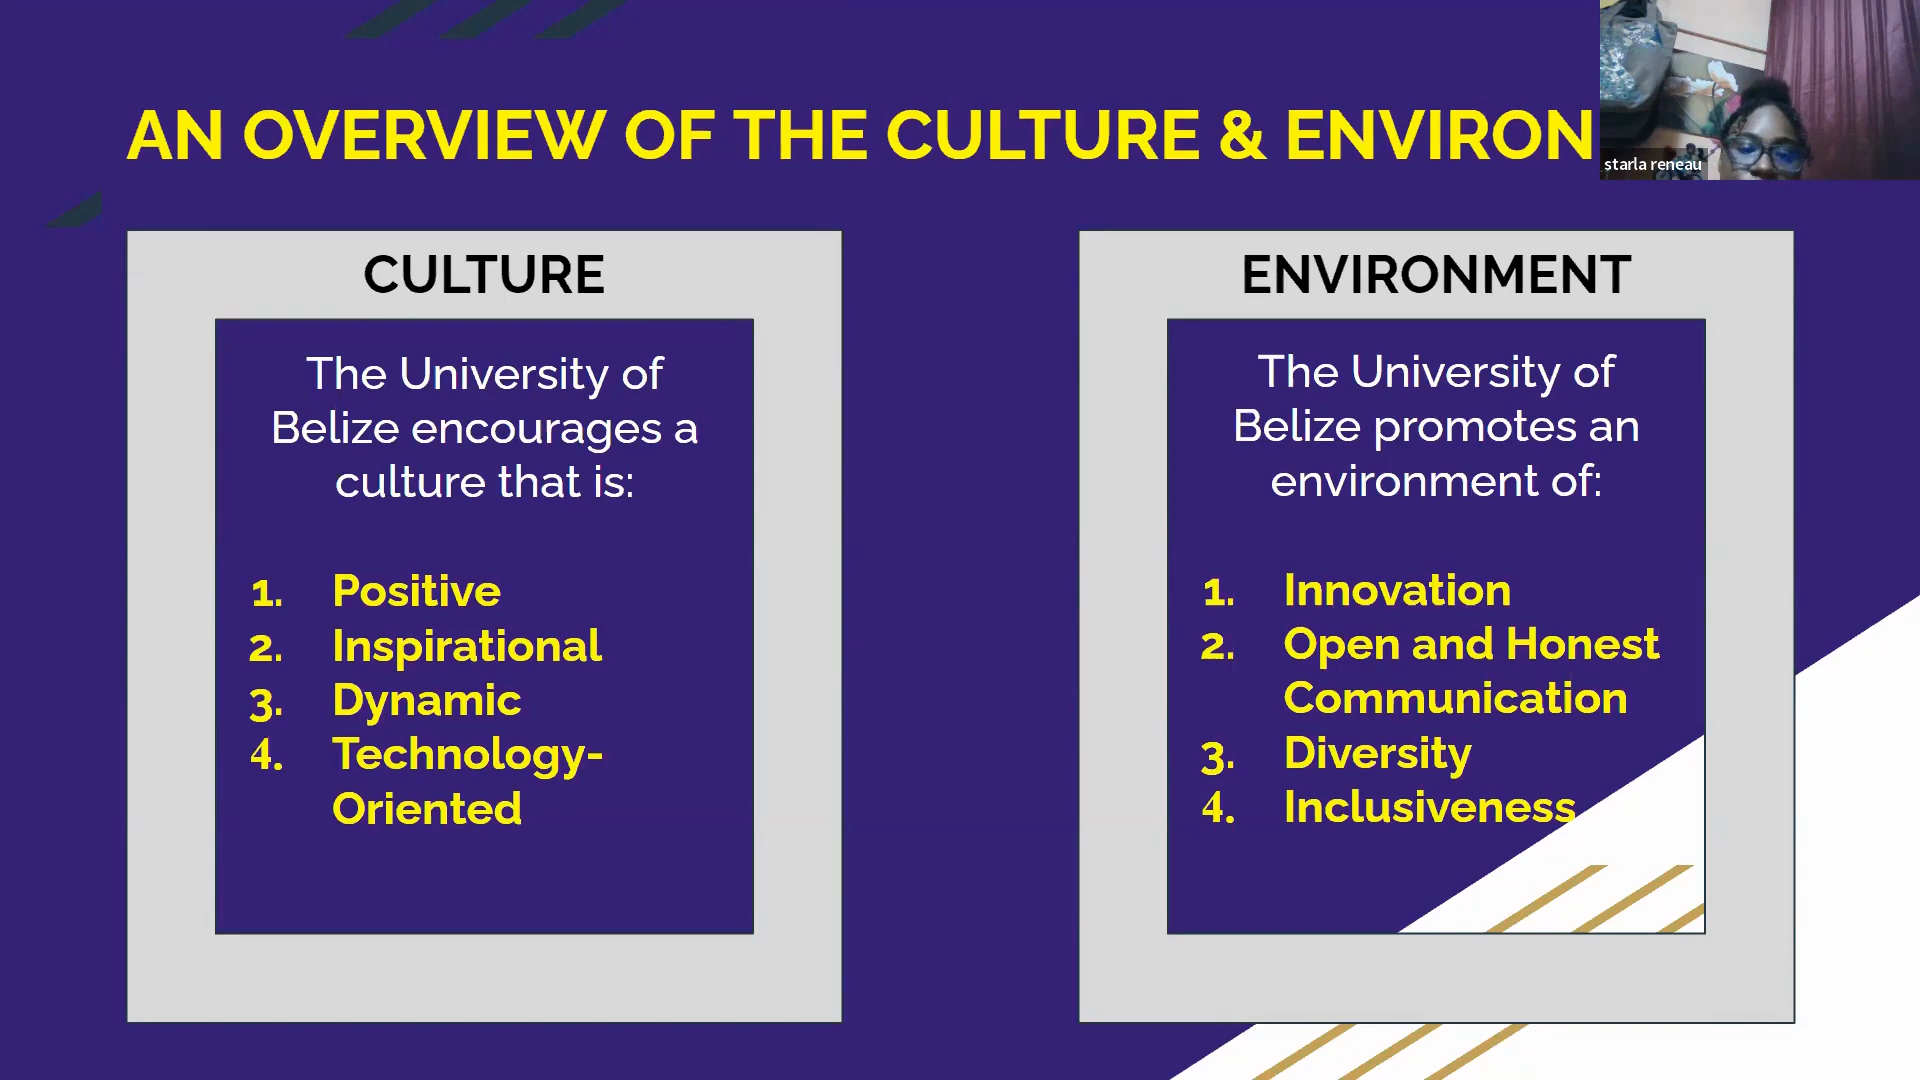 AN OVERVIEW OF THE CULTURE & ENVIRON
starla reneau
CULTURE
The University of
Belize encourages a
culture that is:
1. Positive
2. Inspirational
3. Dynamic
4. Technology-
Oriented
ENVIRONMENT
The University of
Belize promotes an
environment of:
1. Innovation
2. Open and Honest
Communication
3. Diversity
4. Inclusiveness